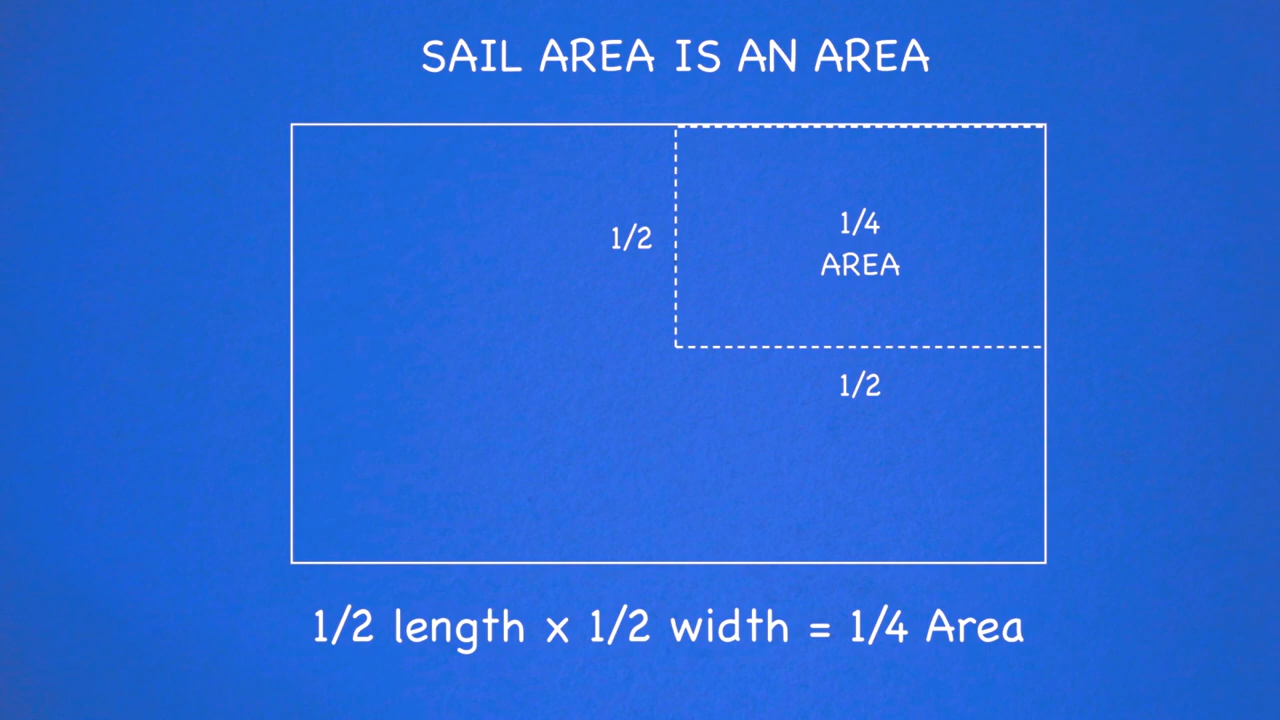 SAIL AREA IS AN AREA
1/2
1/4
AREA
1/2
1/2 length x 1/2 width = 1/4 Area